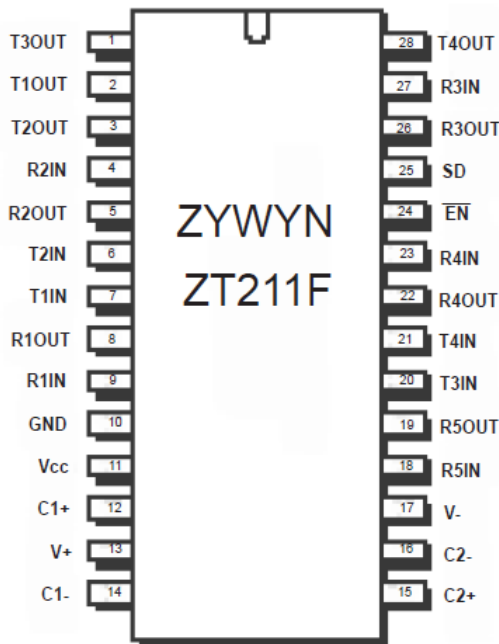 T3OUT 1 28 T4OUT
T1OUT 2 27 R3IN
T2OUT 3 26 R3OUT
R2IN 4 25 SD
R2OUT 5 24 E̅N̅
T2IN 6 23 R4IN
T1IN 7 22 R4OUT
R1OUT 8 21 T4IN
R1IN 9 20 T3IN
GND 10 19 R5OUT
Vcc 11 18 R5IN
C1+ 12 17 V-
V+ 13 16 C2-
C1- 14 15 C2+
ZYWYN
ZT211F